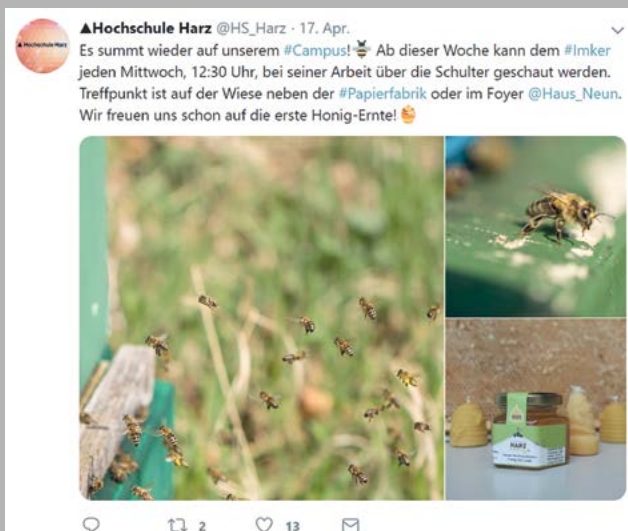 ▲Hochschule Harz
▲Hochschule Harz @HS_Harz · 17. Apr.
Es summt wieder auf unserem #Campus!🐝 Ab dieser Woche kann dem #Imker
jeden Mittwoch, 12:30 Uhr, bei seiner Arbeit über die Schulter geschaut werden.
Treffpunkt ist auf der Wiese neben der #Papierfabrik oder im Foyer @Haus_Neun.
Wir freuen uns schon auf die erste Honig-Ernte!🍯
HARZ
2
13